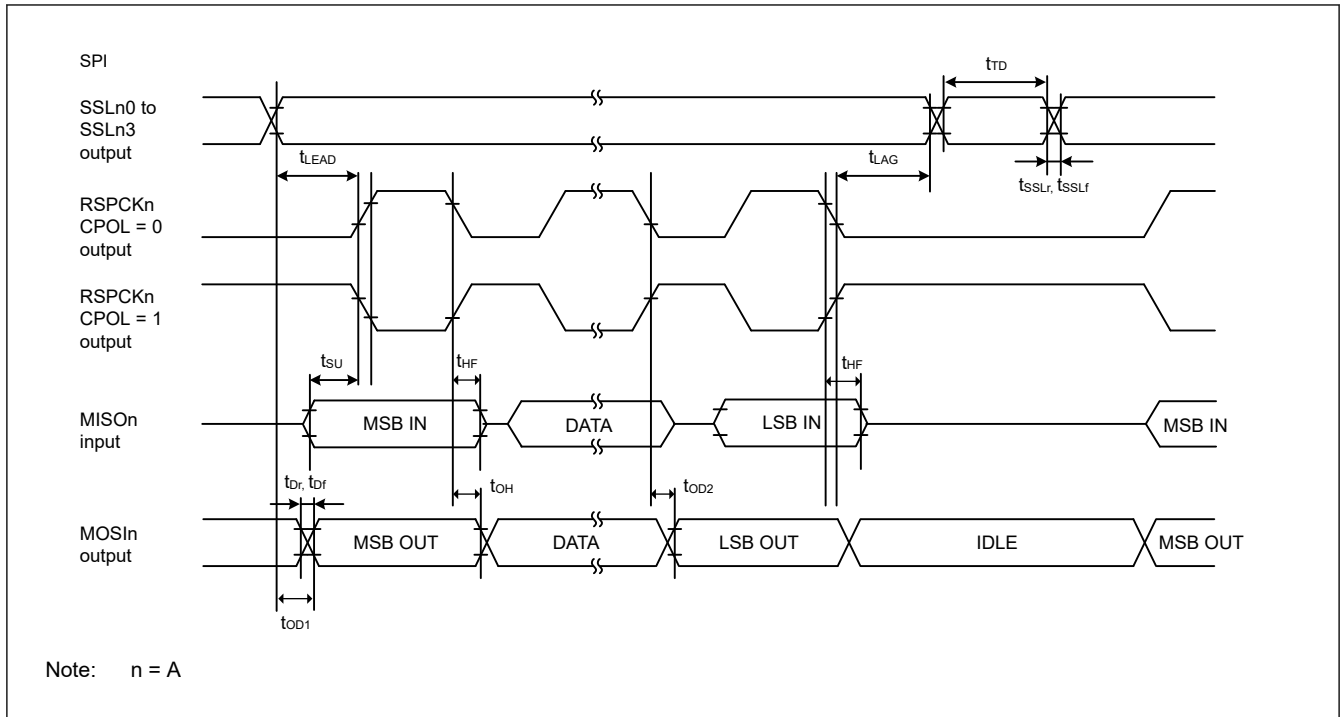 SPI
tTD
SSLn0 to
SSLn3
output
tLEAD
tLAG
tSSLr, tSSLf
RSPCKn
CPOL = 0
output
RSPCKn
CPOL = 1
output
tSU
tHF
tHF
MISOn
input
MSB IN
DATA
LSB IN
MSB IN
tDr, tDf
tOH
tOD2
MOSIn
output
MSB OUT
DATA
LSB OUT
IDLE
MSB OUT
tOD1
Note: n = A